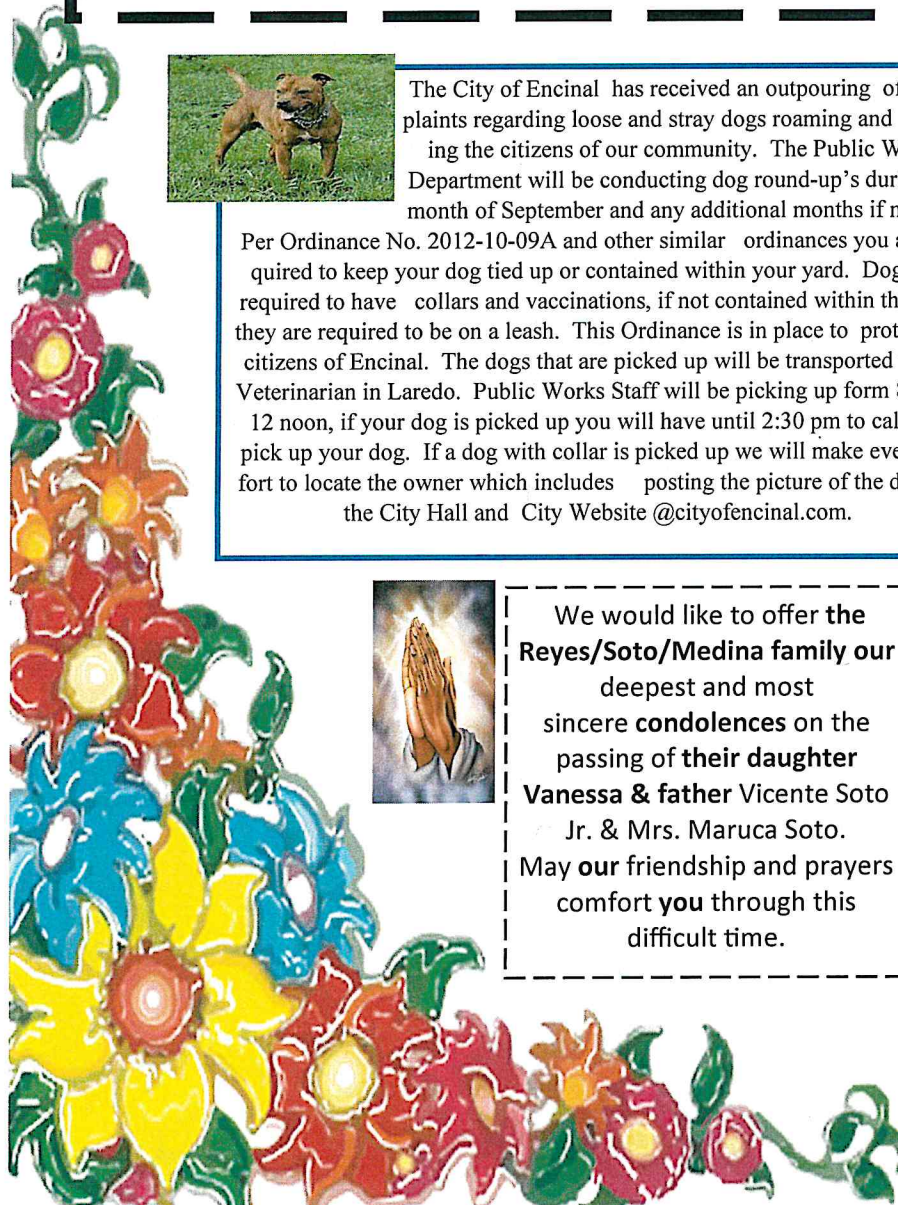 The City of Encinal has received an outpouring of
plaints regarding loose and stray dogs roaming and
ing the citizens of our community. The Public W
Department will be conducting dog round-up's dur
month of September and any additional months if n
Per Ordinance No. 2012-10-09A and other similar ordinances you a
quired to keep your dog tied up or contained within your yard. Dog
required to have collars and vaccinations, if not contained within th
they are required to be on a leash. This Ordinance is in place to prot
citizens of Encinal. The dogs that are picked up will be transported
Veterinarian in Laredo. Public Works Staff will be picking up form
12 noon, if your dog is picked up you will have until 2:30 pm to cal
pick up your dog. If a dog with collar is picked up we will make eve
fort to locate the owner which includes posting the picture of the d
the City Hall and City Website @cityofencinal.com.
We would like to offer the
Reyes/Soto/Medina family our
deepest and most
sincere condolences on the
passing of their daughter
Vanessa & father Vicente Soto
Jr. & Mrs. Maruca Soto.
May our friendship and prayers
comfort you through this
difficult time.